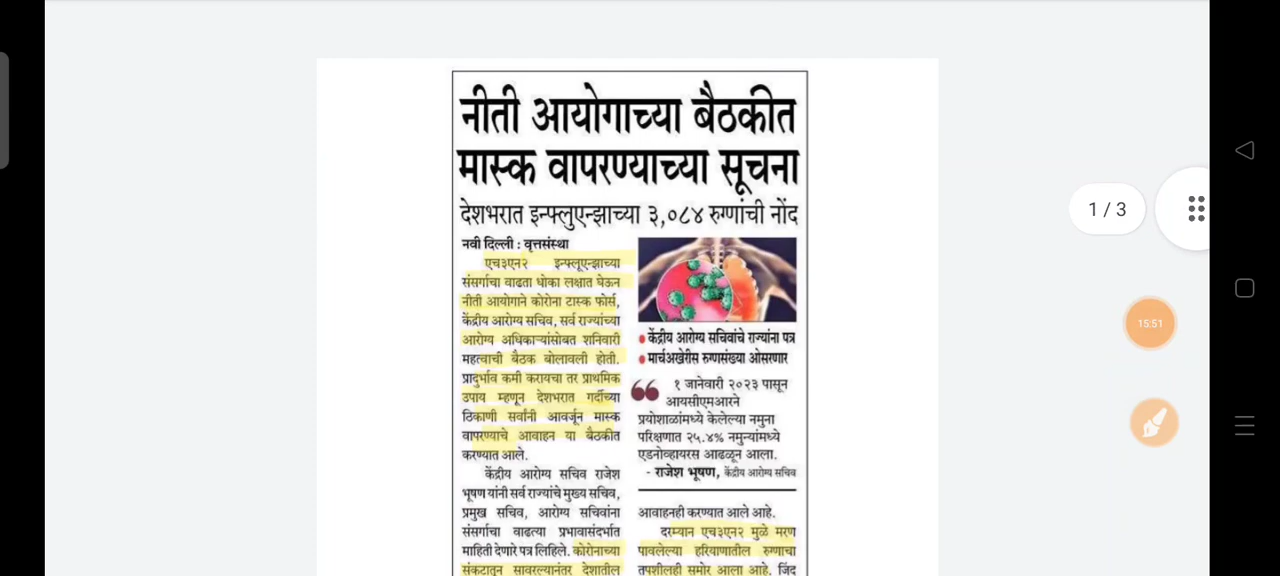 नीती आयोगाच्या बैठकीत
मास्क वापरण्याच्या सूचना
देशभरात इन्फ्लुएन्झाच्या ३,०८४ रुग्णांची नोंद
नवी दिल्ली : वृत्तसंस्था
एच३एन२ इन्फ्लूएन्झाच्या
संसर्गाचा वाढता धोका लक्षात घेऊन
नीती आयोगाने कोरोना टास्क फोर्स,
केंद्रीय आरोग्य सचिव, सर्व राज्यांच्या
आरोग्य अधिकाऱ्यांसोबत शनिवारी
महत्वाची बैठक बोलावली होती.
प्रादुर्भाव कमी करायचा तर प्राथमिक
उपाय म्हणून देशभरात गर्दीच्या
ठिकाणी सर्वांनी आवर्जून मास्क
वापरण्याचे आवाहन या बैठकीत
करण्यात आले.
केंद्रीय आरोग्य सचिव राजेश
भूषण यांनी सर्व राज्यांचे मुख्य सचिव,
प्रमुख सचिव, आरोग्य सचिवांना
संसर्गाचा वाढत्या प्रभावासंदर्भात
माहिती देणारे पत्र लिहिले. कोरोनाच्या
संकटातून सावरल्यानंतर देशातील
केंद्रीय आरोग्य सचिवांचे राज्यांना पत्र
मार्चअखेरीस रुग्णसंख्या ओसरणार
१ जानेवारी २०२३ पासून
आयसीएमआरने
प्रयोशाळांमध्ये केलेल्या नमुना
परिक्षणात २५.४% नमुन्यांमध्ये
एडनोव्हायरस आढळून आला.
- राजेश भूषण, केंद्रीय आरोग्य सचिव
आवाहनही करण्यात आले आहे.
दरम्यान एच३एन२ मुळे मरण
पावलेल्या हरियाणातील रुग्णाचा
तपशीलही समोर आला आहे. जिंद
1 / 3
15:51